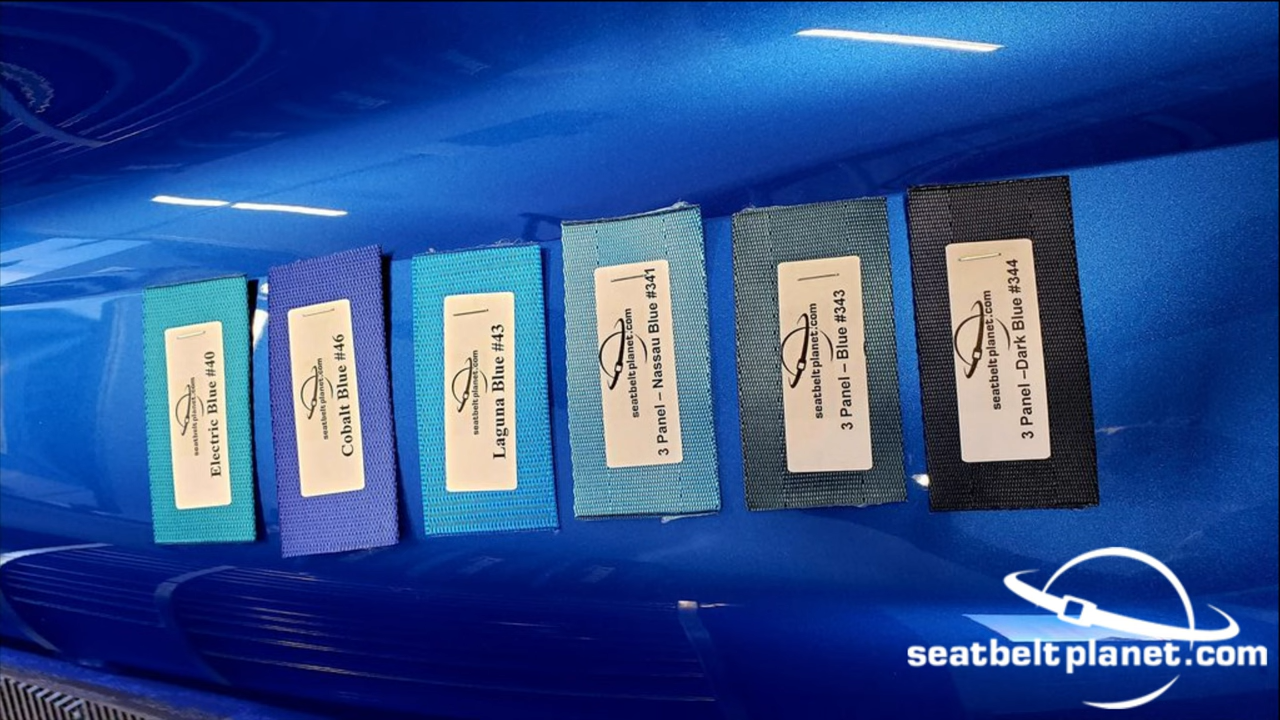 seatbeltplanet.com
Electric Blue #40
seatbeltplanet.com
Cobalt Blue #46
seatbeltplanet.com
Laguna Blue #43
seatbeltplanet.com
3 Panel – Nassau Blue #341
seatbeltplanet.com
3 Panel – Blue #343
seatbeltplanet.com
3 Panel –Dark Blue #344
seatbeltplanet.com